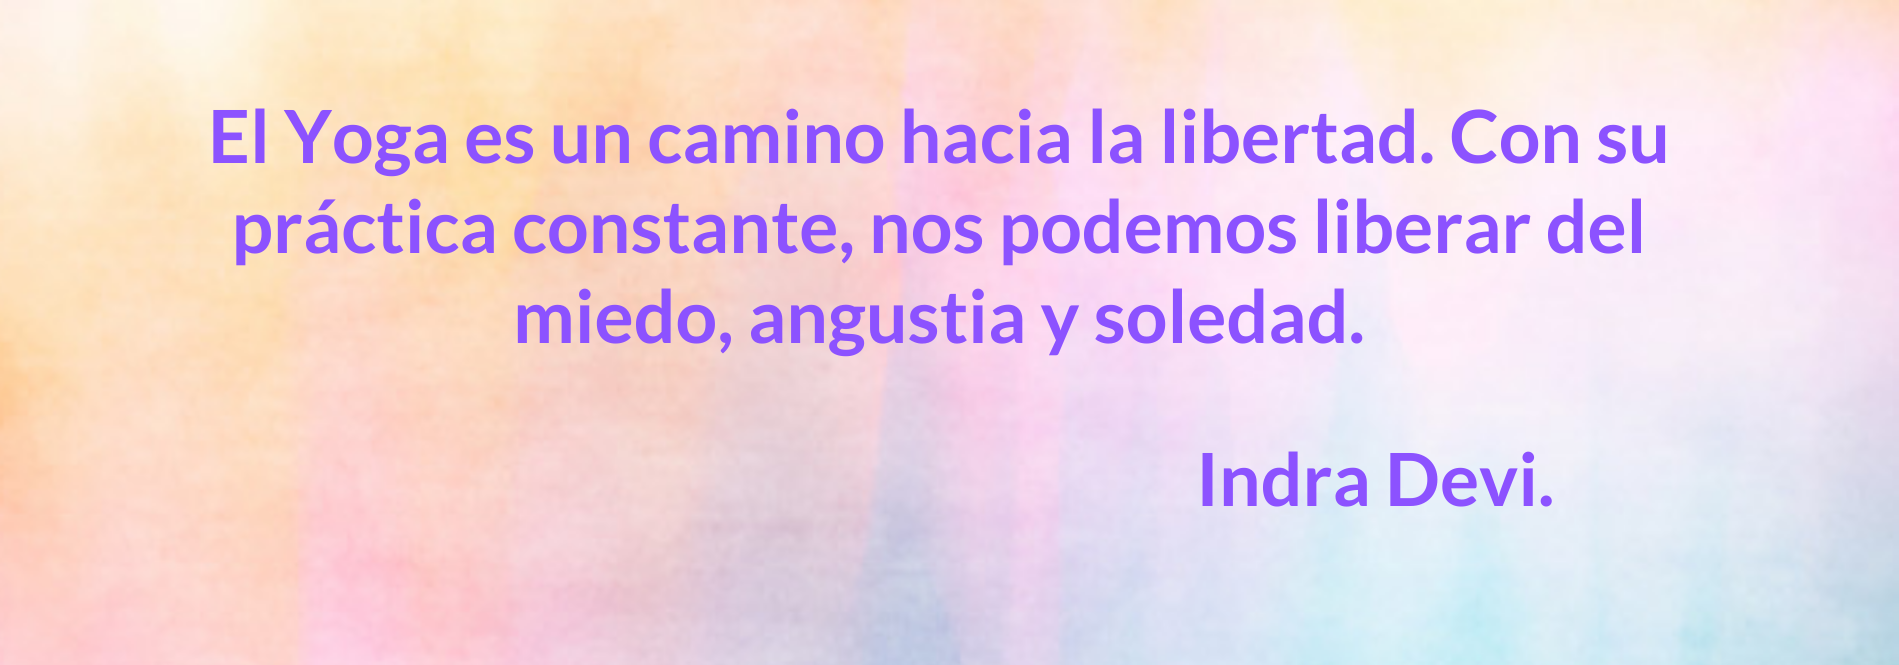 El Yoga es un camino hacia la libertad. Con su
práctica constante, nos podemos liberar del
miedo, angustia y soledad.
Indra Devi.